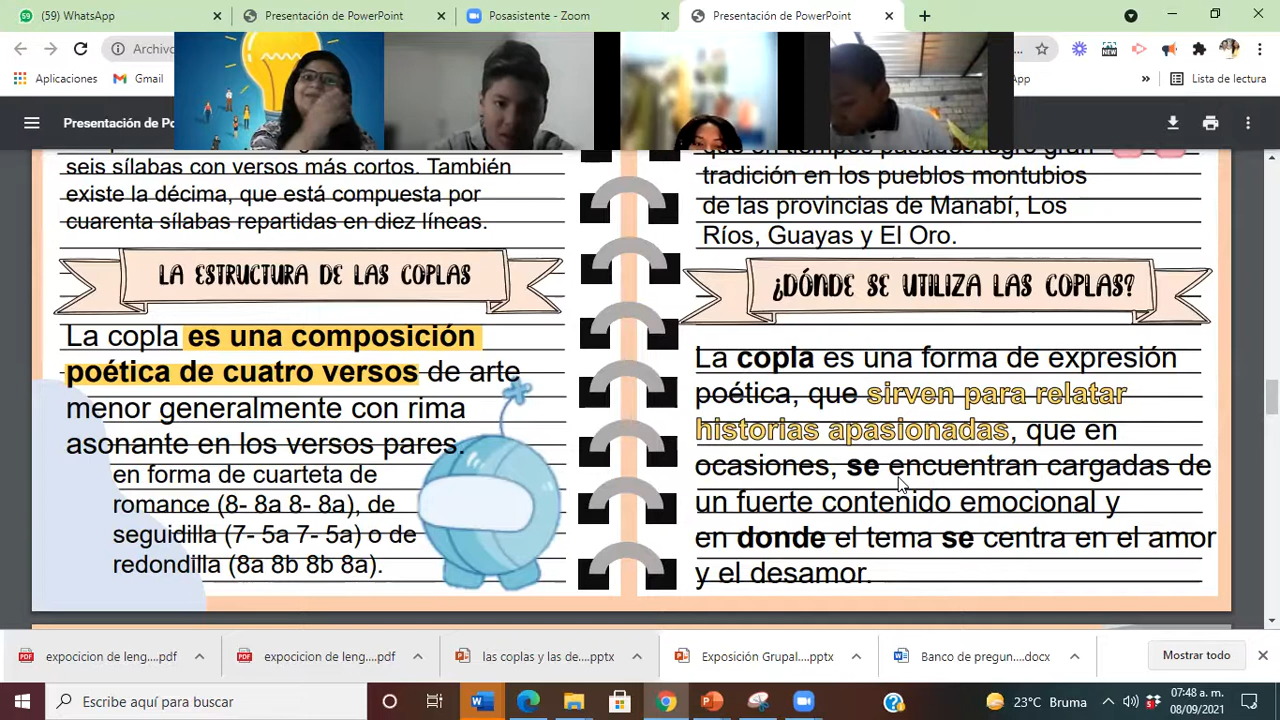 (59) WhatsApp
Presentación de PowerPoint
Posasistente - Zoom
Presentación de PowerPoint
Archivo
Aplicaciones
Gmail
App
Lista de lectura
NEW
Presentación de Po
seis sílabas con versos más cortos. También
existe la décima, que está compuesta por
cuarenta sílabas repartidas en diez líneas.
LA ESTRUCTURA DE LAS COPLAS
La copla es una composición
poética de cuatro versos de arte
menor generalmente con rima
asonante en los versos pares.
en forma de cuarteta de
romance (8- 8a 8- 8a), de
seguidilla (7- 5a 7- 5a) o de
redondilla (8a 8b 8b 8a).
que en tiempos pasados logró gran
tradición en los pueblos montubios
de las provincias de Manabí, Los
Ríos, Guayas y El Oro.
¿DÓNDE SE UTILIZA LAS COPLAS?
La copla es una forma de expresión
poética, que sirven para relatar
historias apasionadas, que en
ocasiones, se encuentran cargadas de
un fuerte contenido emocional y
en donde el tema se centra en el amor
y el desamor.
expocicion de leng....pdf
expocicion de leng....pdf
las coplas y las de....pptx
Exposición Grupal....pptx
Banco de pregun....docx
Mostrar todo
Escribe aquí para buscar
23°C Bruma
07:48 a. m.
08/09/2021